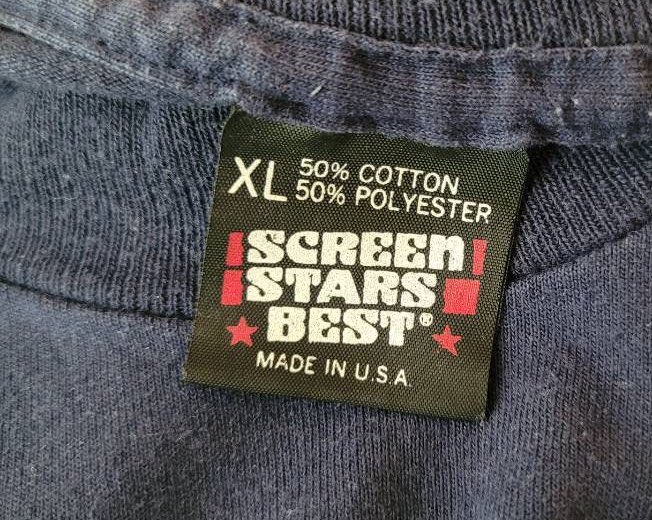 XL 50% COTTON
50% POLYESTER
SCREEN
STARS
BEST®
MADE IN U.S.A.